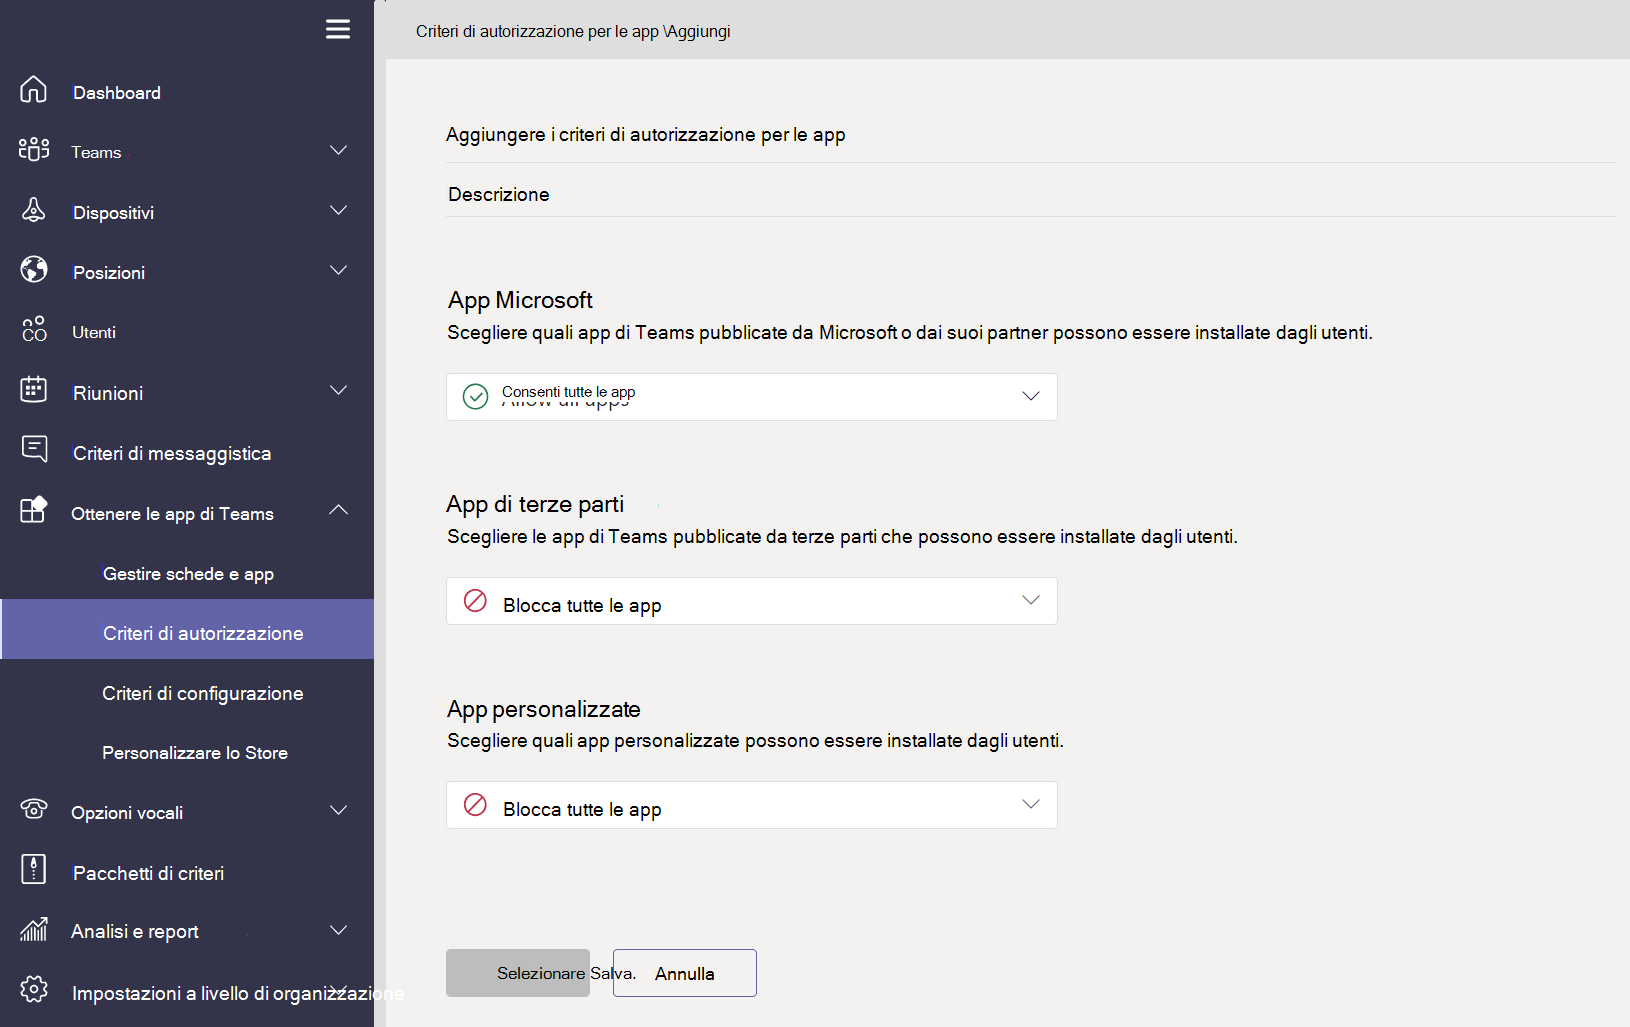 Criteri di autorizzazione per le app \Aggiungi
Dashboard
Teams
Dispositivi
Posizioni
Utenti
Riunioni
Criteri di messaggistica
Ottenere le app di Teams
Gestire schede e app
Criteri di autorizzazione
Criteri di configurazione
Personalizzare lo Store
Opzioni vocali
Pacchetti di criteri
Analisi e report
Impostazioni a livello di organizzazione
Aggiungere i criteri di autorizzazione per le app
Descrizione
App Microsoft
Scegliere quali app di Teams pubblicate da Microsoft o dai suoi partner possono essere installate dagli utenti.
Consenti tutte le app
Allow all apps
App di terze parti
Scegliere le app di Teams pubblicate da terze parti che possono essere installate dagli utenti.
Blocca tutte le app
App personalizzate
Scegliere quali app personalizzate possono essere installate dagli utenti.
Blocca tutte le app
Selezionare Salva.
Annulla